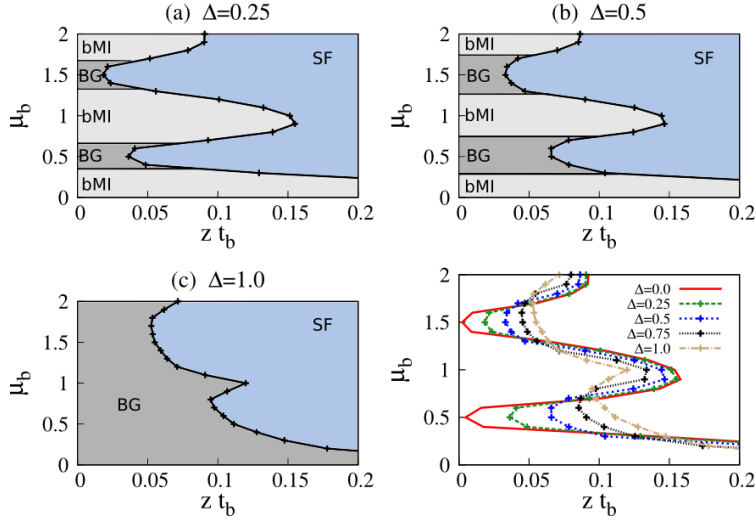 (a) Δ=0.25
2
1.5
1
0.5
0
μb
bMI
BG
bMI
BG
bMI
SF
0 0.05 0.1 0.15 0.2
z tb
(b) Δ=0.5
2
1.5
1
0.5
0
μb
bMI
BG
bMI
BG
bMI
SF
0 0.05 0.1 0.15 0.2
z tb
(c) Δ=1.0
2
1.5
1
0.5
0
μb
BG
SF
0 0.05 0.1 0.15 0.2
z tb
2
1.5
1
0.5
0
μb
Δ=0.0
Δ=0.25
Δ=0.5
Δ=0.75
Δ=1.0
0 0.05 0.1 0.15 0.2
z tb